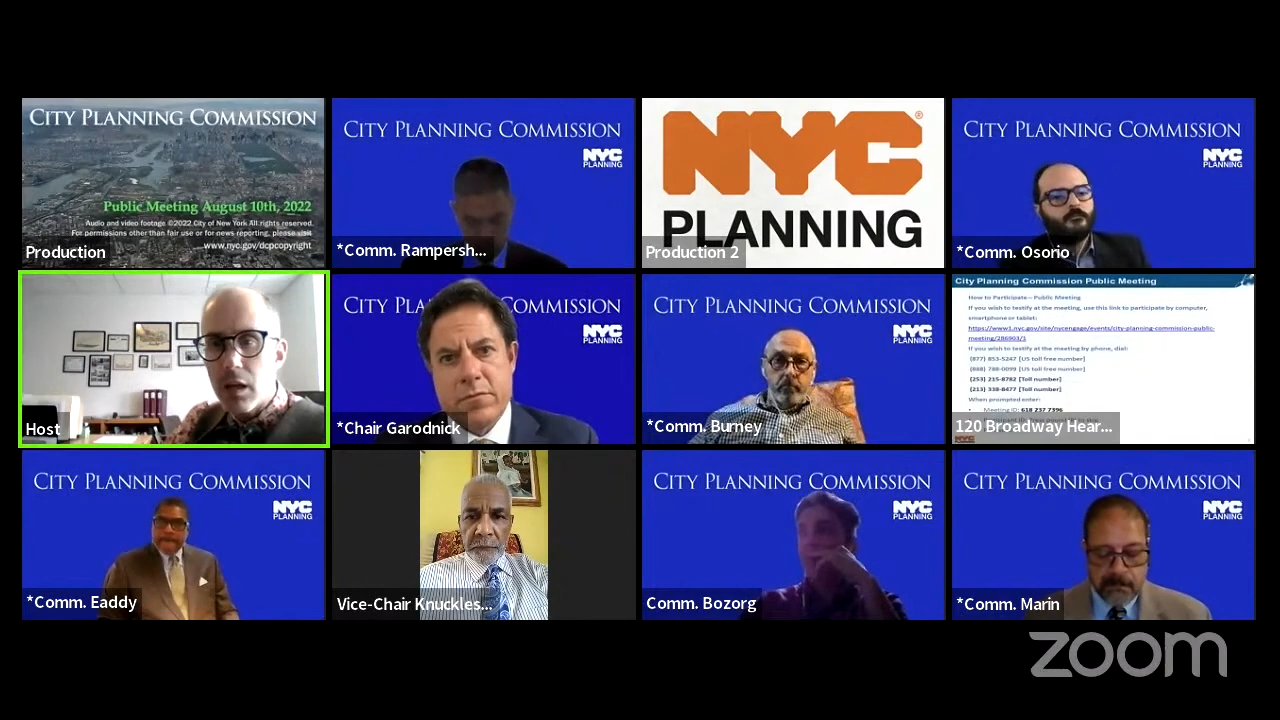 CITY PLANNING COMMISSION
Public Meeting August 10th, 2022
Audio and video footage ©2022 City of New York All rights reserved.
For permissions other than fair use or for news reporting, please visit
www.nyc.gov/dcpcopyright
Production
CITY PLANNING COMMISSION
NYC
PLANNING
*Comm. Rampersh...
NYC®
PLANNING
Production 2
CITY PLANNING COMMISSION
NYC
PLANNING
*Comm. Osorio
Host
CITY PLANNING COMMISSION
NYC
PLANNING
*Chair Garodnick
CITY PLANNING COMMISSION
NYC
PLANNING
*Comm. Burney
City Planning Commission Public Meeting
How to Participate – Public Meeting
If you wish to testify at the meeting, use this link to participate by computer,
smartphone or tablet:
https://www1.nyc.gov/site/nycengage/events/city-planning-commission-public-
meeting/286903/1
If you wish to testify at the meeting by phone, dial:
(877) 853-5247 [US toll free number]
(888) 788-0099 [US toll free number]
(253) 215-8782 [Toll number]
(213) 338-8477 [Toll number]
When prompted enter:
• Meeting ID: 618 237 7396
120 Broadway Hear...
CITY PLANNING COMMISSION
NYC
PLANNING
*Comm. Eaddy
Vice-Chair Knuckles...
CITY PLANNING COMMISSION
NYC
PLANNING
Comm. Bozorg
CITY PLANNING COMMISSION
NYC
PLANNING
*Comm. Marin
zoom